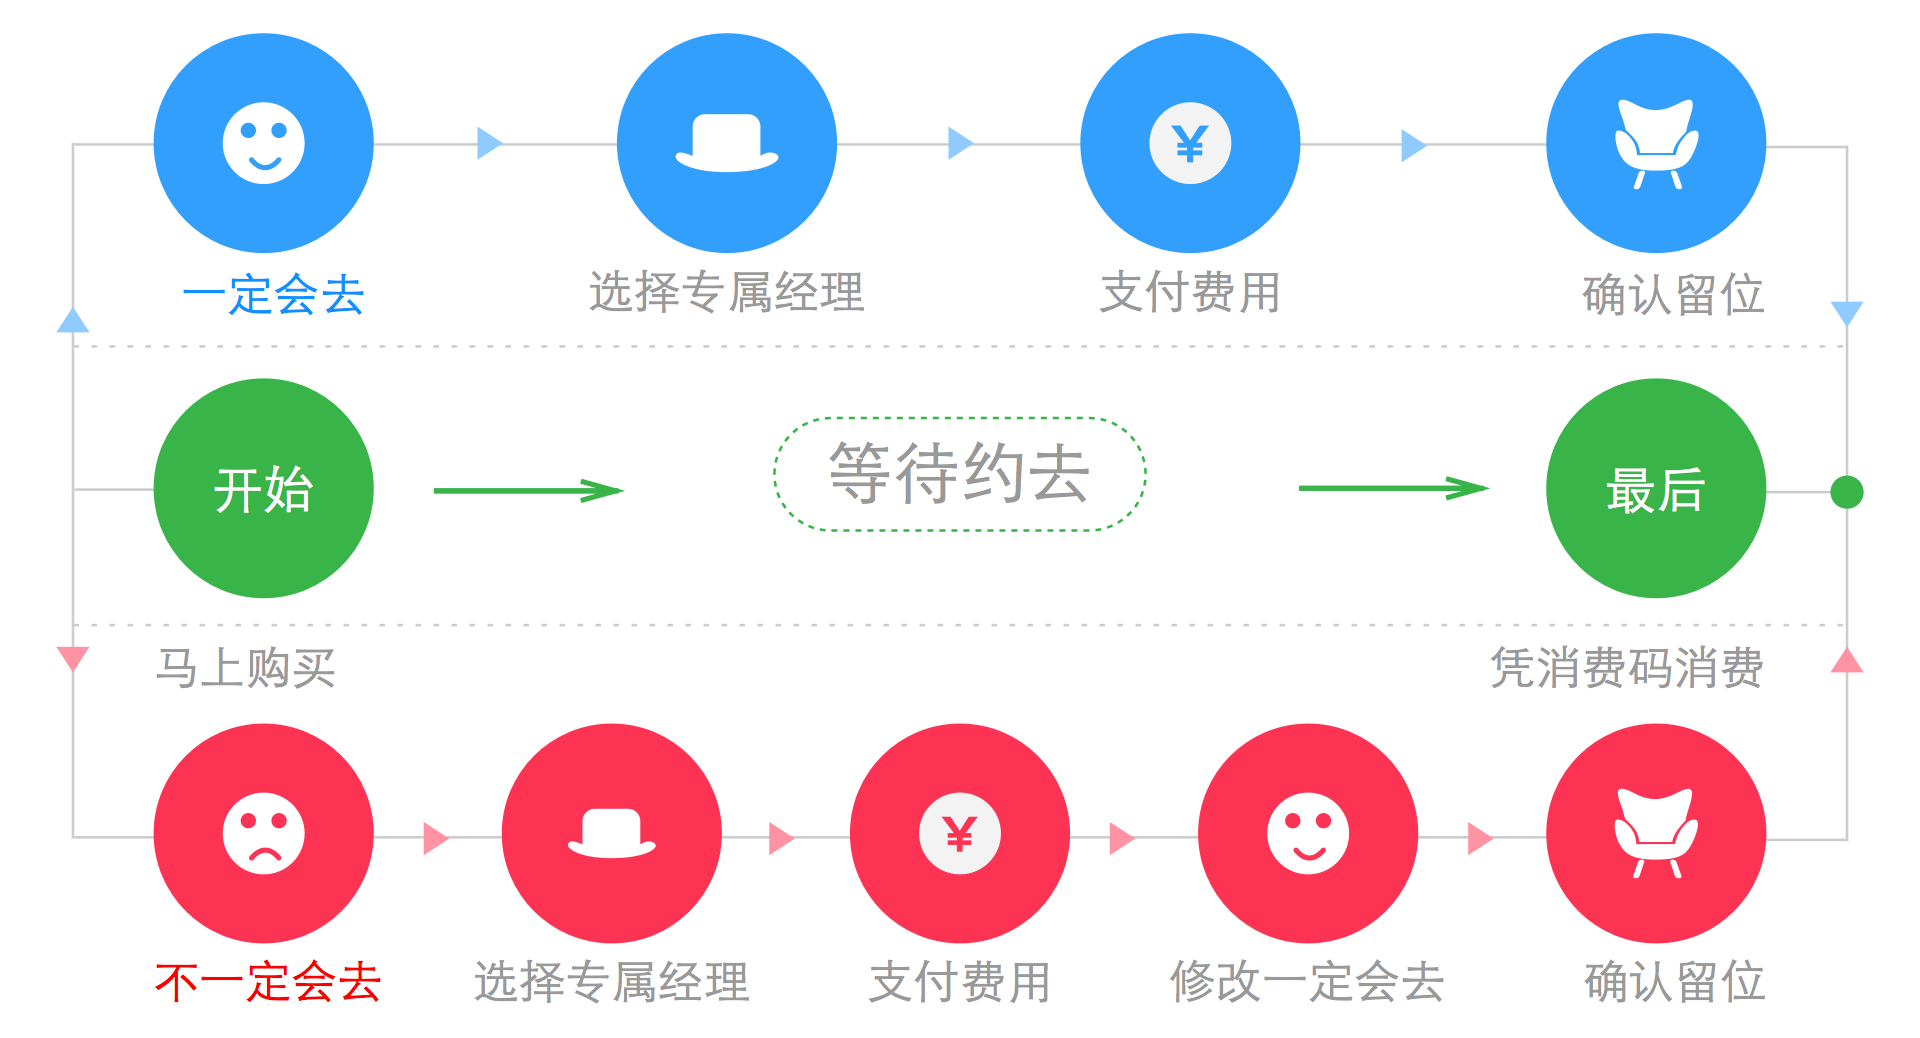 一定会去
选择专属经理
支付费用
确认留位
开始
等待约去
最后
马上购买
凭消费码消费
不一定会去
选择专属经理
支付费用
修改一定会去
确认留位